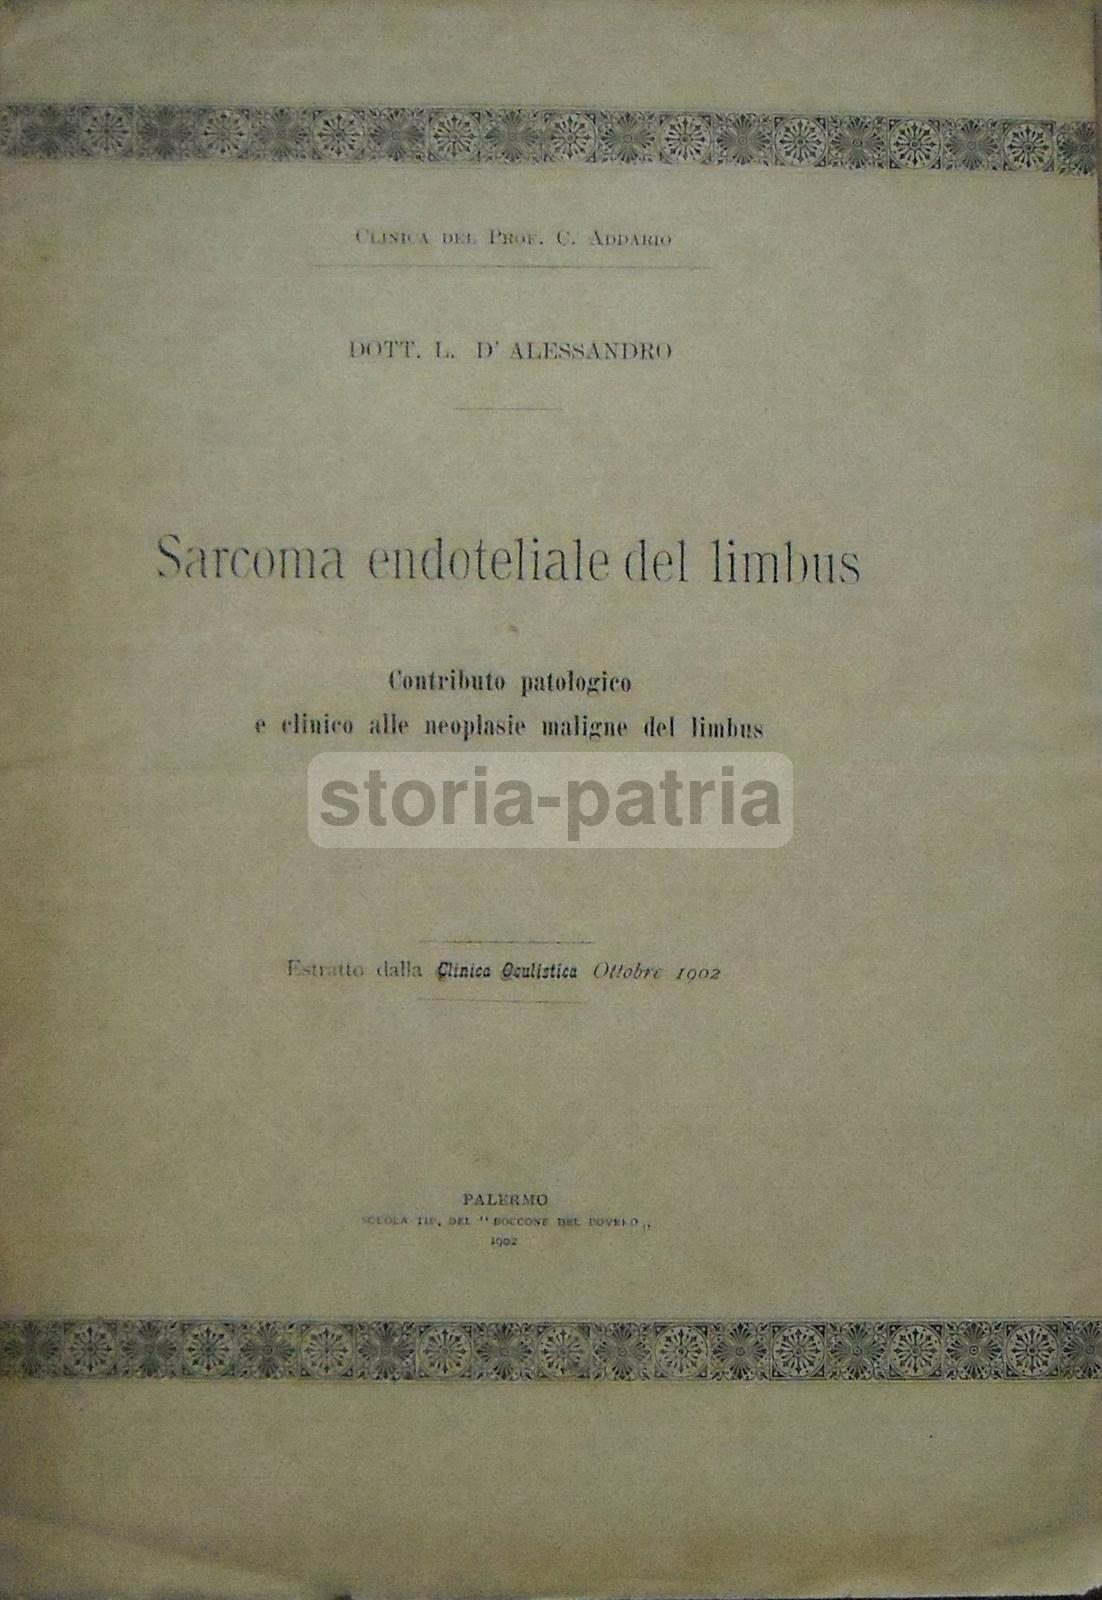 CLINICA DEL PROF. C. ADDARIO
DOTT. L. D' ALESSANDRO
Sarcoma endoteliale del limbus
Contributo patologico
e clinico alle neoplasie maligne del limbus
storia-patria
Estratto dalla Clinica Oculistica Ottobre 1902
PALERMO
SCUOLA TIP. DEL " BOCCONE DEL POVERO „
1902